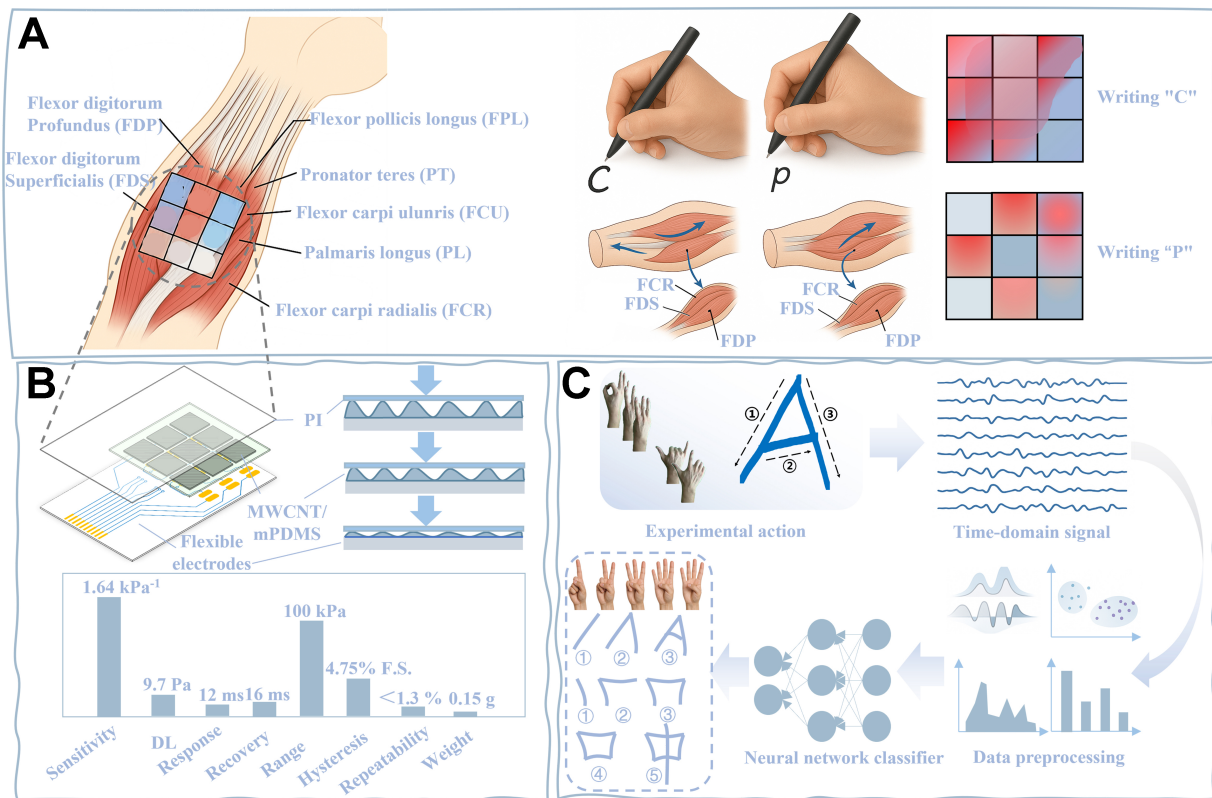 A
Flexor digitorum
Profundus (FDP)
Flexor digitorum
Superficialis (FDS)
Flexor pollicis longus (FPL)
Pronator teres (PT)
Flexor carpi ulunris (FCU)
Palmaris longus (PL)
Flexor carpi radialis (FCR)
C
p
FCR
FDS
FDP
FCR
FDS
FDP
Writing "C"
Writing “P”
B
PI
MWCNT/
mPDMS
Flexible
electrodes
1.64 kPa⁻¹
9.7 Pa
12 ms
16 ms
100 kPa
4.75% F.S.
<1.3 %
0.15 g
Sensitivity
DL
Response
Recovery
Range
Hysteresis
Repeatability
Weight
C
①
②
③
A
Experimental action
Time-domain signal
① ② ③
① ② ③
④ ⑤
Neural network classifier
Data preprocessing